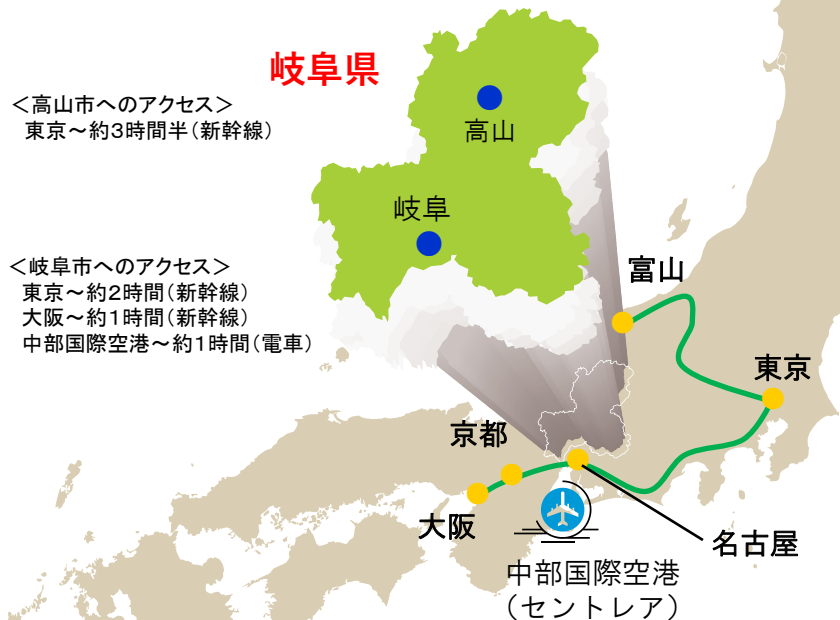 岐阜県
＜高山市へのアクセス＞
東京～約3時間半（新幹線）
高山
岐阜
＜岐阜市へのアクセス＞
東京～約2時間（新幹線）
大阪～約1時間（新幹線）
中部国際空港～約1時間（電車）
富山
東京
京都
大阪
名古屋
中部国際空港
（セントレア）